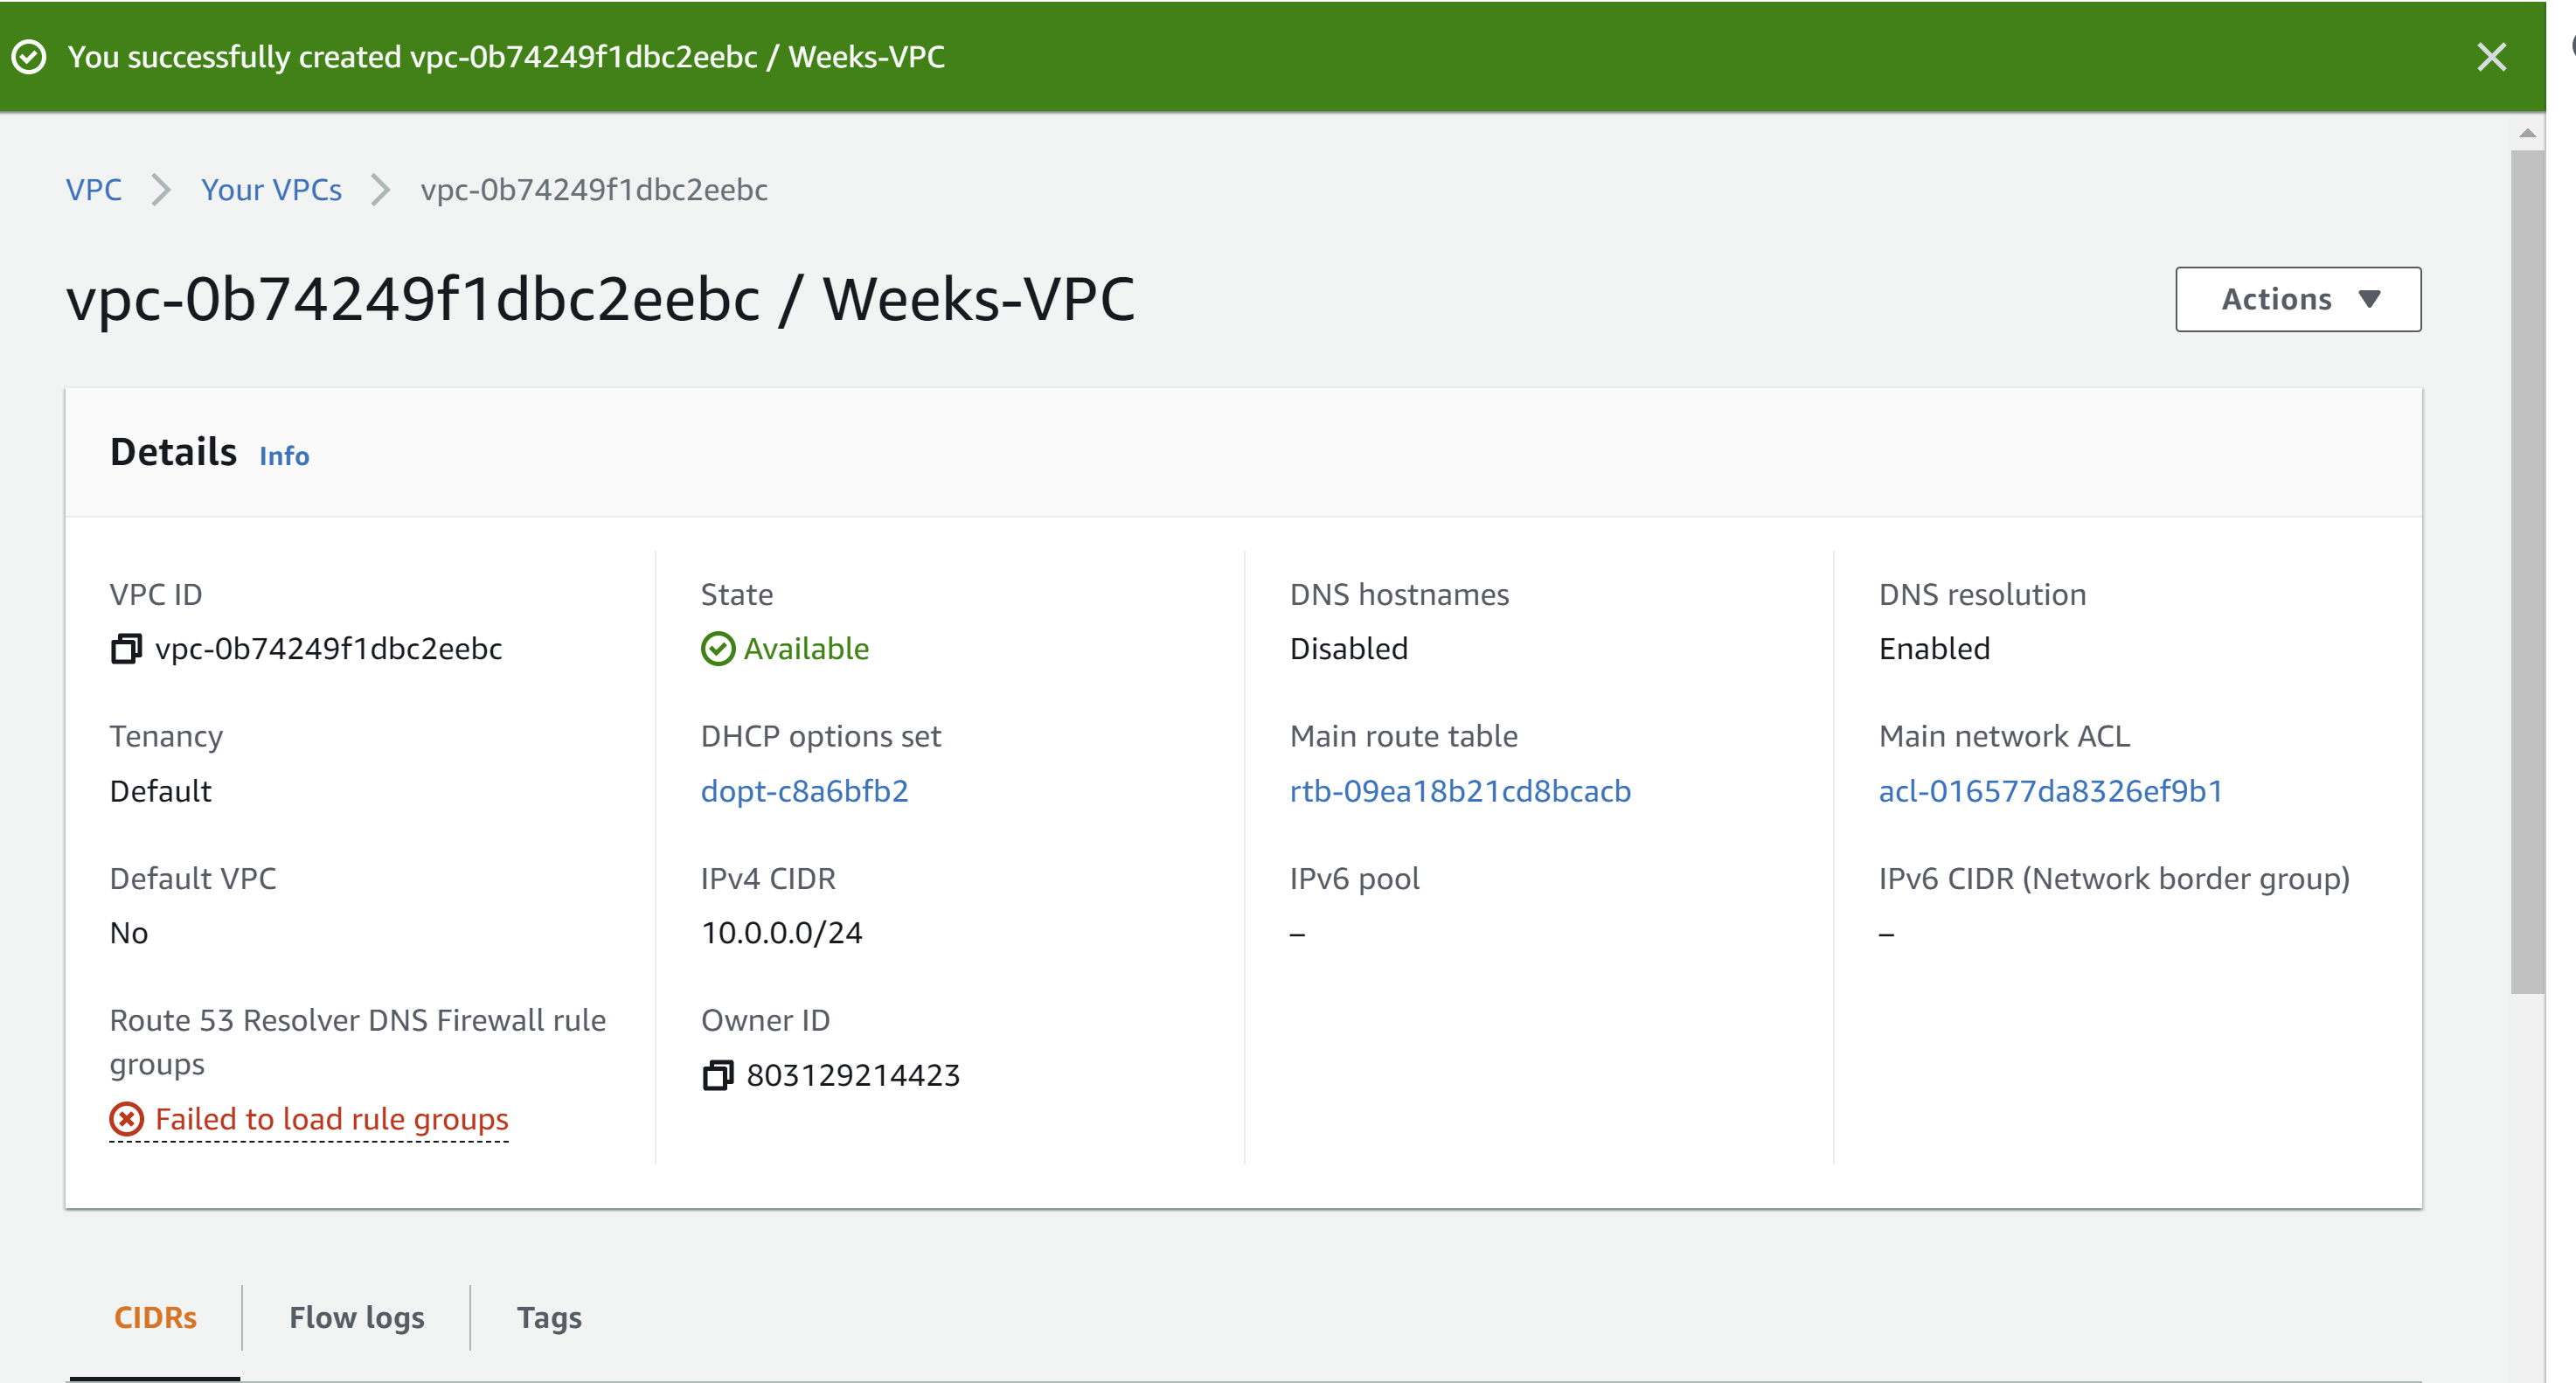 You successfully created vpc-0b74249f1dbc2eebc / Weeks-VPC
VPC Your VPCs vpc-0b74249f1dbc2eebc
vpc-0b74249f1dbc2eebc / Weeks-VPC
Actions
Details Info
VPC ID
vpc-0b74249f1dbc2eebc
State
Available
DNS hostnames
Disabled
DNS resolution
Enabled
Tenancy
Default
DHCP options set
dopt-c8a6bfb2
Main route table
rtb-09ea18b21cd8bcacb
Main network ACL
acl-016577da8326ef9b1
Default VPC
No
IPv4 CIDR
10.0.0.0/24
IPv6 pool
–
IPv6 CIDR (Network border group)
–
Route 53 Resolver DNS Firewall rule
groups
Failed to load rule groups
Owner ID
803129214423
CIDRs Flow logs Tags